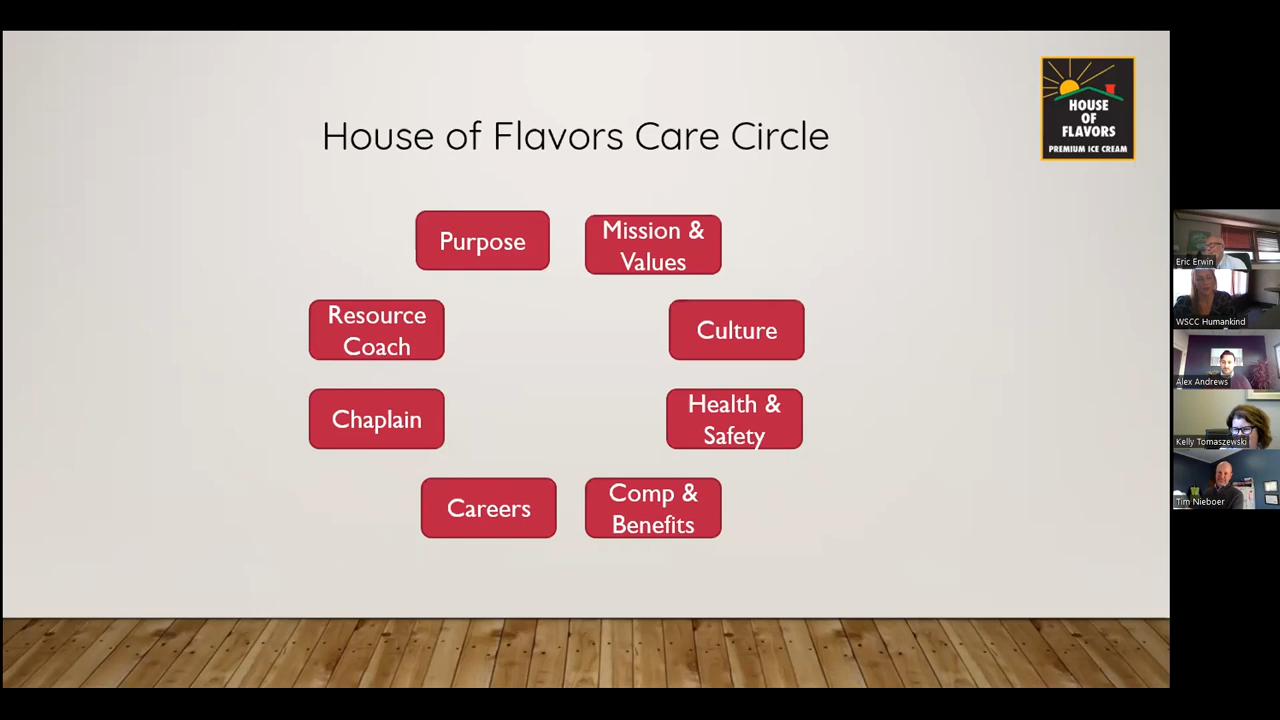 House of Flavors Care Circle
HOUSE
OF
FLAVORS
PREMIUM ICE CREAM
Purpose
Mission &
Values
Resource
Coach
Culture
Chaplain
Health &
Safety
Careers
Comp &
Benefits
Eric Erwin
WSCC Humankind
Alex Andrews
Kelly Tomaszewski
Tim Nieboer